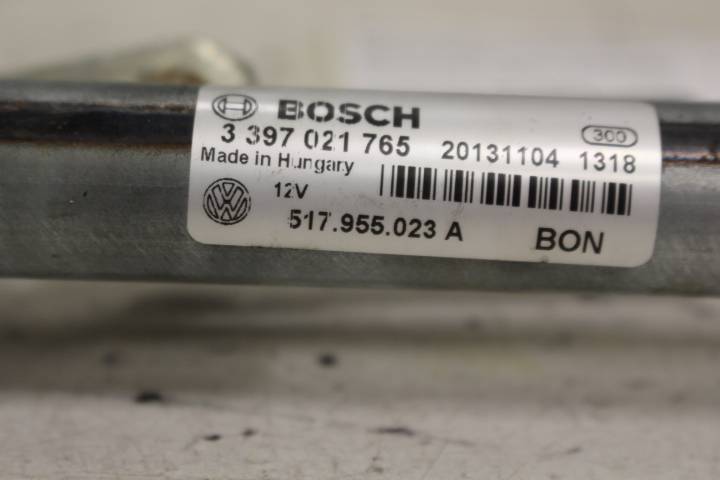 BOSCH
300
3 397 021 765 20131104 1318
Made in Hungary
12V
517.955.023 A BON